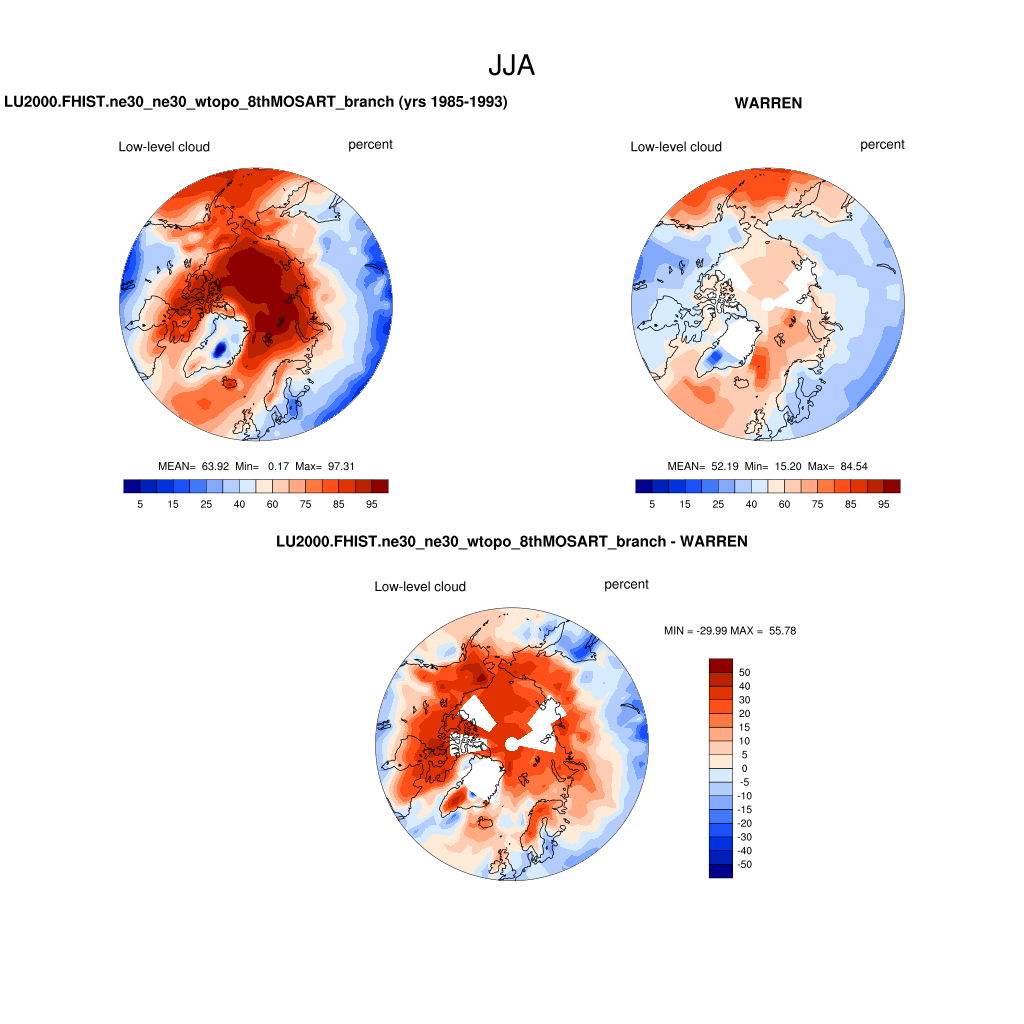 JJA
LU2000.FHIST.ne30_ne30_wtopo_8thMOSART_branch (yrs 1985-1993)
WARREN
Low-level cloud percent
Low-level cloud percent
MEAN= 63.92 Min= 0.17 Max= 97.31
MEAN= 52.19 Min= 15.20 Max= 84.54
5 15 25 40 60 75 85 95
5 15 25 40 60 75 85 95
LU2000.FHIST.ne30_ne30_wtopo_8thMOSART_branch - WARREN
Low-level cloud percent
MIN = -29.99 MAX = 55.78
50
40
30
20
15
10
5
0
-5
-10
-15
-20
-30
-40
-50